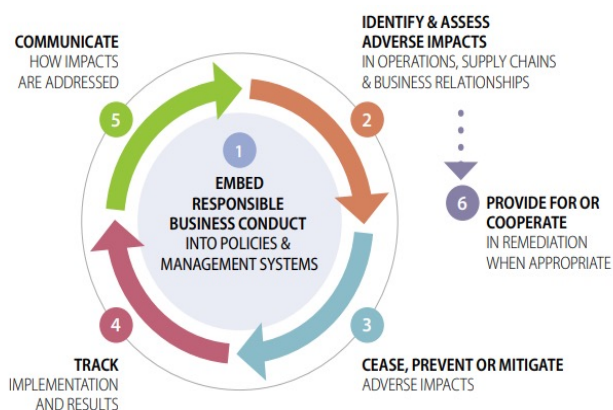 COMMUNICATE
HOW IMPACTS
ARE ADDRESSED
5
IDENTIFY & ASSESS
ADVERSE IMPACTS
IN OPERATIONS, SUPPLY CHAINS
& BUSINESS RELATIONSHIPS
2
1
EMBED
RESPONSIBLE
BUSINESS CONDUCT
INTO POLICIES &
MANAGEMENT SYSTEMS
6
PROVIDE FOR OR
COOPERATE
IN REMEDIATION
WHEN APPROPRIATE
4
TRACK
IMPLEMENTATION
AND RESULTS
3
CEASE, PREVENT OR MITIGATE
ADVERSE IMPACTS